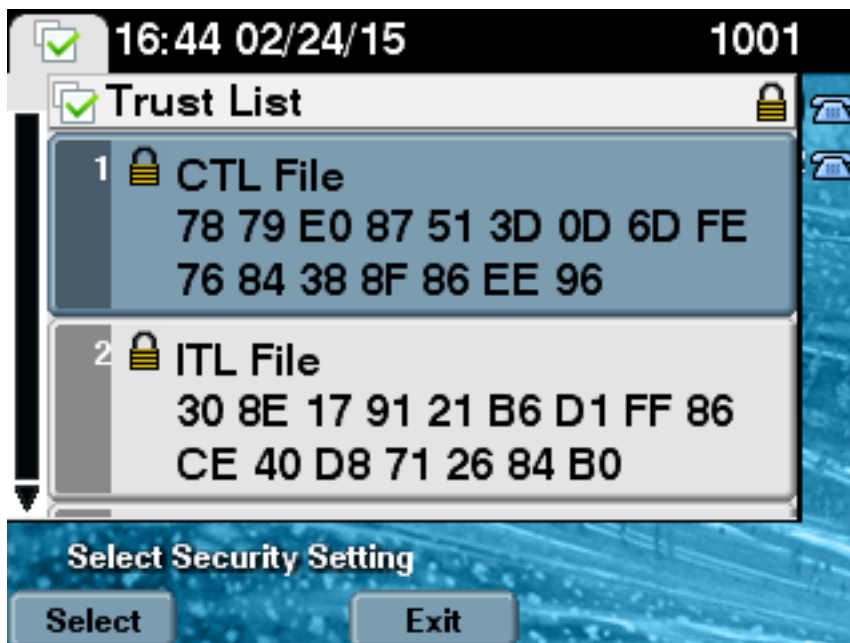 16:44 02/24/15 1001
Trust List
1 CTL File
78 79 E0 87 51 3D 0D 6D FE
76 84 38 8F 86 EE 96
2 ITL File
30 8E 17 91 21 B6 D1 FF 86
CE 40 D8 71 26 84 B0
Select Security Setting
Select Exit